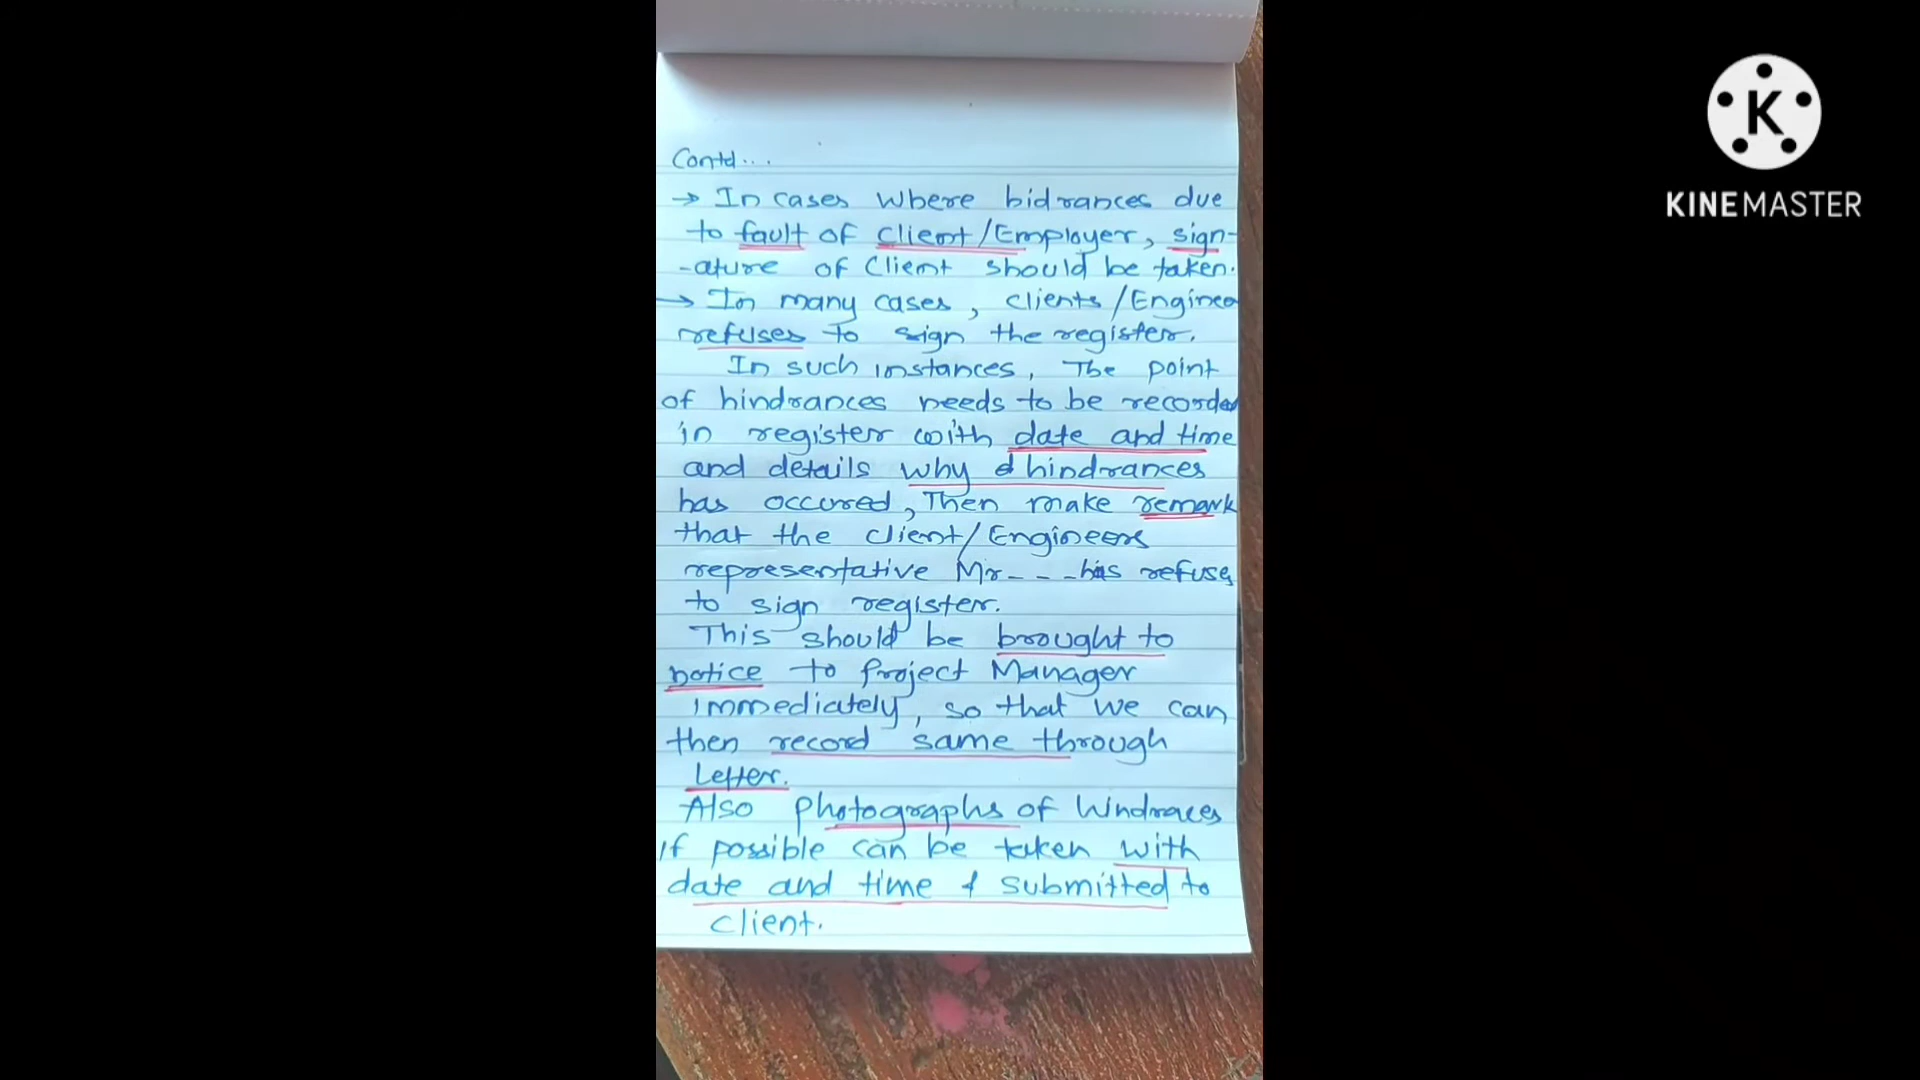 Contd...
→ In cases where hidrances due
to fault of client/Employer, sign-
-ature of Client should be taken.
→ In many cases, clients/Enginee
refuses to sign the register.
In such instances, The point
of hindrances needs to be recorded
in register with date and time
and details why hindrances
has occured, Then make remark
that the client/Engineers
representative Mr- - - has refuse
to sign register.
This should be brought to
notice to Project Manager
immediately, so that we can
then record same through
Letter.
Also photographs of hindraces
if possible can be taken with
date and time & submitted to
client.
K
KINEMASTER